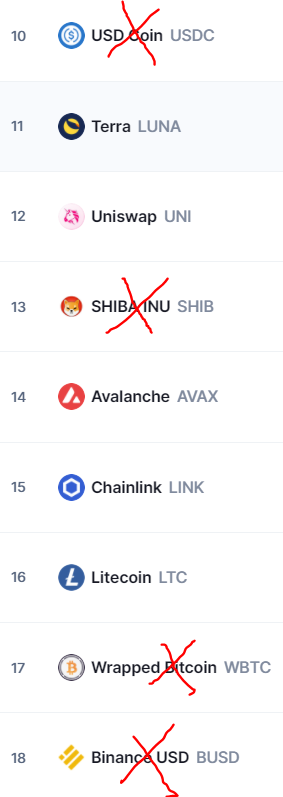 10 USD Coin USDC
11 Terra LUNA
12 Uniswap UNI
13 SHIBA INU SHIB
14 Avalanche AVAX
15 Chainlink LINK
16 Litecoin LTC
17 Wrapped Bitcoin WBTC
18 Binance USD BUSD